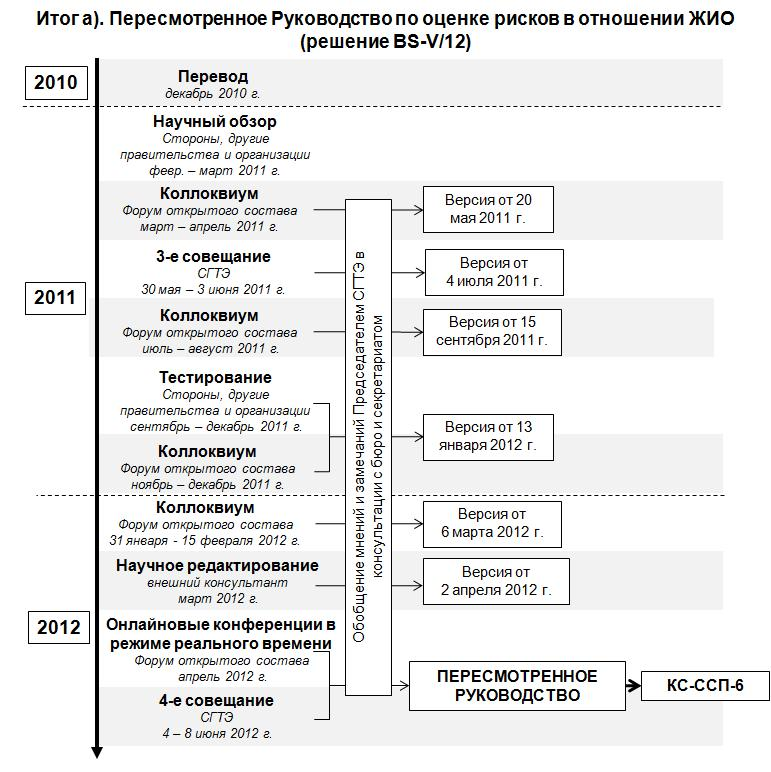 Итог a). Пересмотренное Руководство по оценке рисков в отношении ЖИО
(решение BS-V/12)
2010
Перевод
декабрь 2010 г.
Научный обзор
Стороны, другие
правительства и организации
февр. – март 2011 г.
Коллоквиум
Форум открытого состава
март – апрель 2011 г.
Версия от 20
мая 2011 г.
3-е совещание
СГТЭ
30 мая – 3 июня 2011 г.
Версия от
4 июля 2011 г.
2011
Коллоквиум
Форум открытого состава
июль – август 2011 г.
Версия от 15
сентября 2011 г.
Тестирование
Стороны, другие
правительства и организации
сентябрь – декабрь 2011 г.
Коллоквиум
Форум открытого состава
ноябрь – декабрь 2011 г.
Версия от 13
января 2012 г.
Обобщение мнений и замечаний Председателем СГТЭ в
консультации с бюро и секретариатом
Коллоквиум
Форум открытого состава
31 января - 15 февраля 2012 г.
Версия от
6 марта 2012 г.
Научное редактирование
внешний консультант
март 2012 г.
Версия от
2 апреля 2012 г.
2012
Онлайновые конференции в
режиме реального времени
Форум открытого состава
апрель 2012 г.
4-е совещание
СГТЭ
4 – 8 июня 2012 г.
ПЕРЕСМОТРЕННОЕ
РУКОВОДСТВО
КС-ССП-6